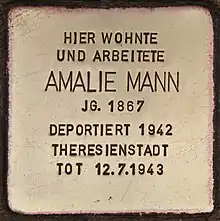 HIER WOHNTE
UND ARBEITETE
AMALIE MANN
JG. 1867
DEPORTIERT 1942
THERESIENSTADT
TOT 12.7.1943